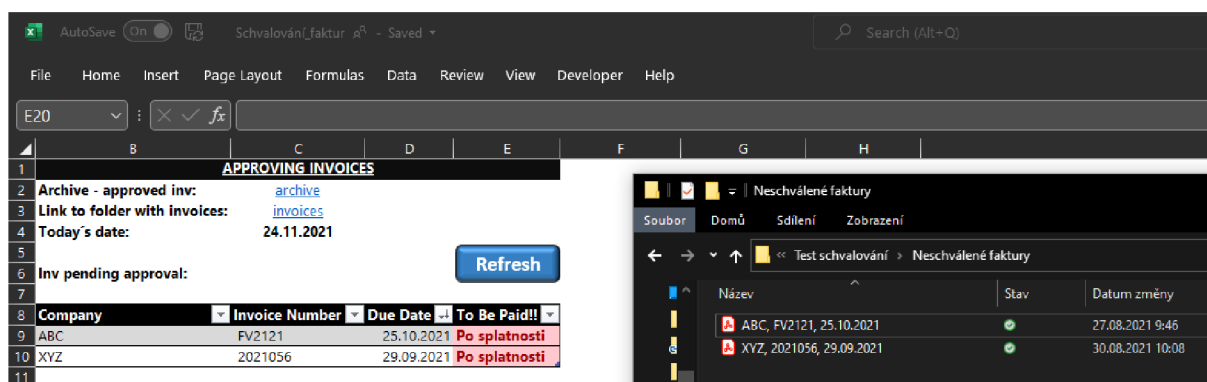 AutoSave On Schvalování_faktur - Saved Search (Alt+Q)
File Home Insert Page Layout Formulas Data Review View Developer Help
E20 fx
B C D E F G H
1 APPROVING INVOICES
2 Archive - approved inv: archive
3 Link to folder with invoices: invoices
4 Today´s date: 24.11.2021
5
6 Inv pending approval:
Refresh
7
8 Company Invoice Number Due Date To Be Paid!!
9 ABC FV2121 25.10.2021 Po splatnosti
10 XYZ 2021056 29.09.2021 Po splatnosti
11
Neschválené faktury
Soubor Domů Sdílení Zobrazení
« Test schvalování › Neschválené faktury
Název Stav Datum změny
ABC, FV2121, 25.10.2021 27.08.2021 9:46
XYZ, 2021056, 29.09.2021 30.08.2021 10:08